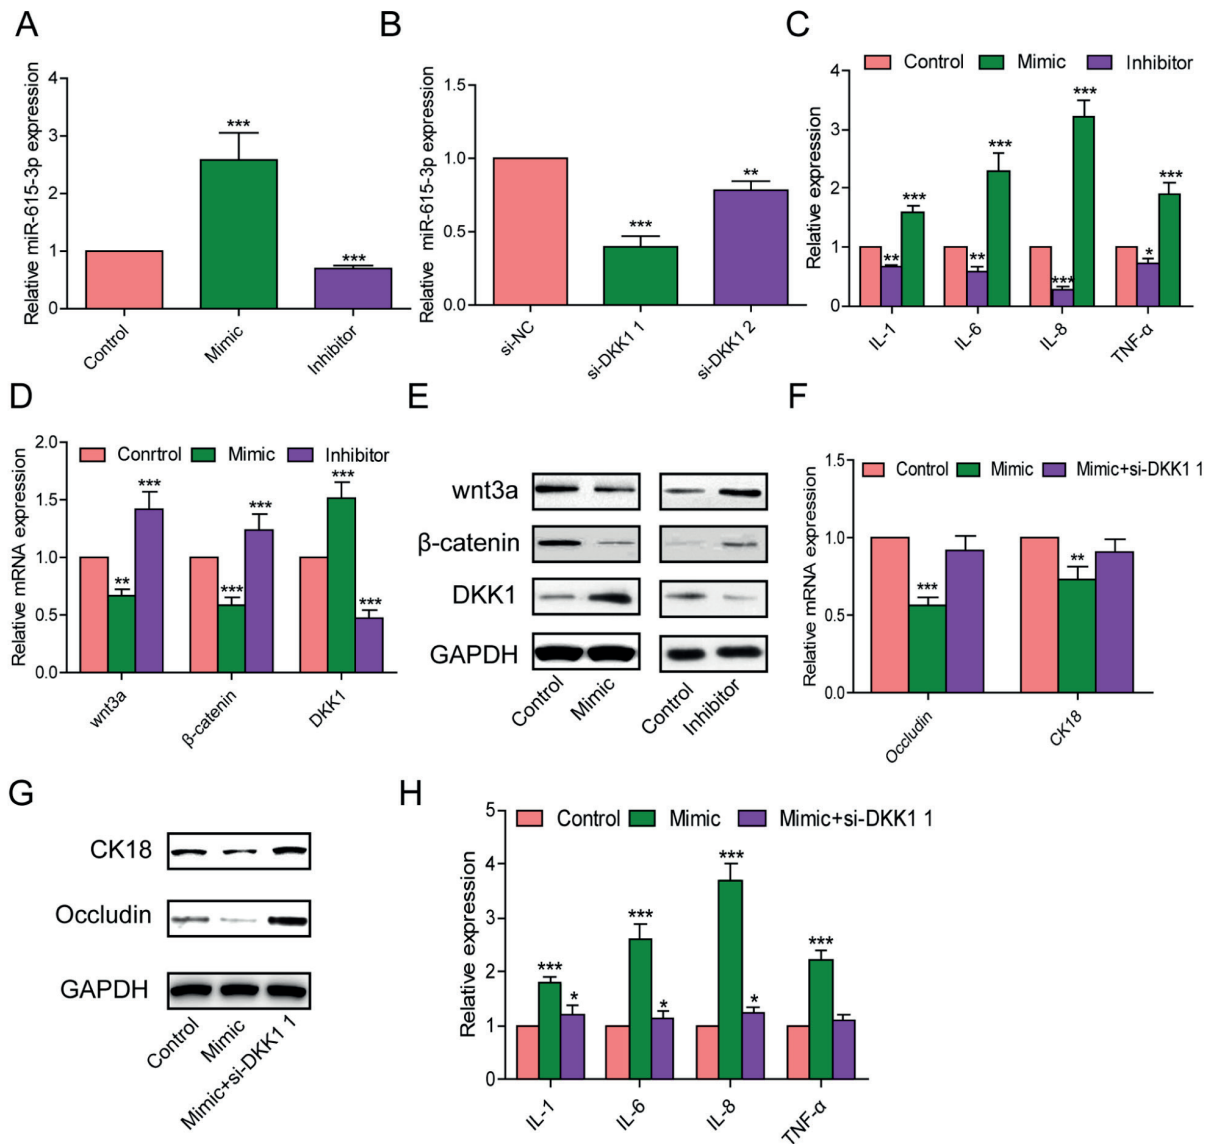 A
Relative miR-615-3p expression
4
3
2
1
0
***
***
Control
Mimic
Inhibitor
B
Relative miR-615-3p expression
1.5
1.0
0.5
0.0
***
**
si-NC
si-DKK1 1
si-DKK1 2
C
Control Mimic Inhibitor
Relative expression
4
3
2
1
0
** *** ** *** *** *** * ***
IL-1
IL-6
IL-8
TNF-α
D
Conrtrol Mimic Inhibitor
Relative mRNA expression
2.0
1.5
1.0
0.5
0.0
** *** *** *** *** ***
wnt3a
β-catenin
DKK1
E
wnt3a
β-catenin
DKK1
GAPDH
Control
Mimic
Control
Inhibitor
F
Control Mimic Mimic+si-DKK1 1
Relative mRNA expression
1.5
1.0
0.5
0.0
*** **
Occludin
CK18
G
CK18
Occludin
GAPDH
Control
Mimic
Mimic+si-DKK1 1
H
Control Mimic Mimic+si-DKK1 1
Relative expression
5
4
3
2
1
0
*** * *** * *** * ***
IL-1
IL-6
IL-8
TNF-α